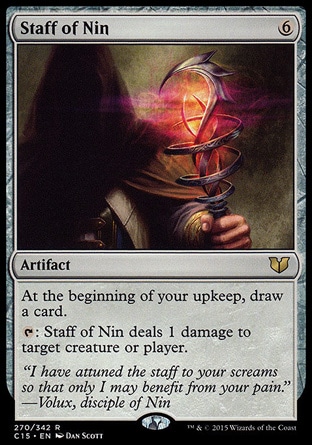 Staff of Nin 6
Artifact
At the beginning of your upkeep, draw
a card.
: Staff of Nin deals 1 damage to
target creature or player.
“I have attuned the staff to your screams
so that only I may benefit from your pain.”
—Volux, disciple of Nin
270/342 R
C15 • EN Dan Scott
™ & © 2015 Wizards of the Coast